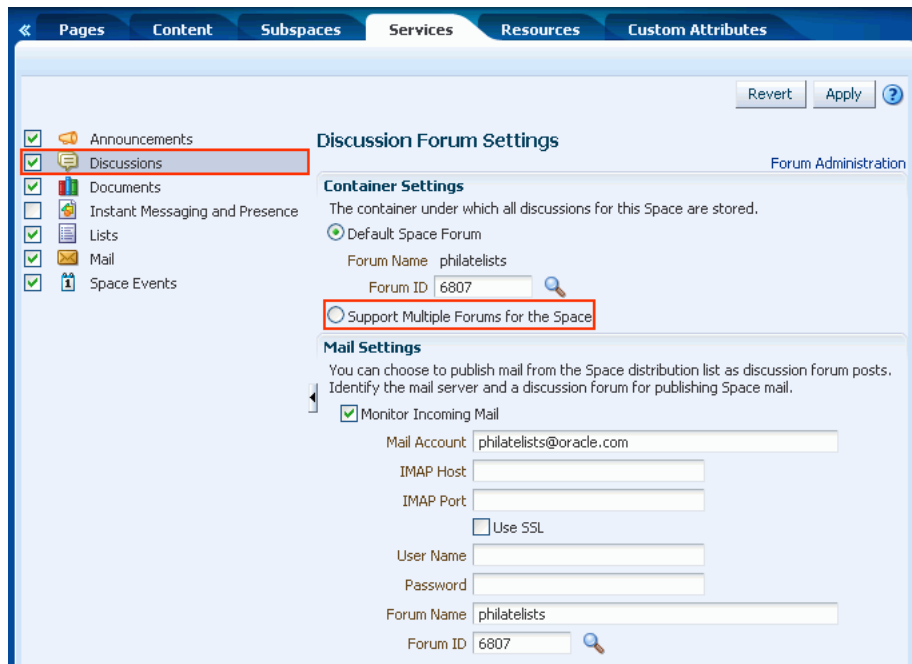 « Pages Content Subspaces Services Resources Custom Attributes
Revert Apply ?
Announcements
Discussions
Documents
Instant Messaging and Presence
Lists
Mail
1 Space Events
Discussion Forum Settings
Forum Administration
Container Settings
The container under which all discussions for this Space are stored.
Default Space Forum
Forum Name philatelists
Forum ID 6807
Support Multiple Forums for the Space
Mail Settings
You can choose to publish mail from the Space distribution list as discussion forum posts.
Identify the mail server and a discussion forum for publishing Space mail.
Monitor Incoming Mail
Mail Account philatelists@oracle.com
IMAP Host
IMAP Port
Use SSL
User Name
Password
Forum Name philatelists
Forum ID 6807